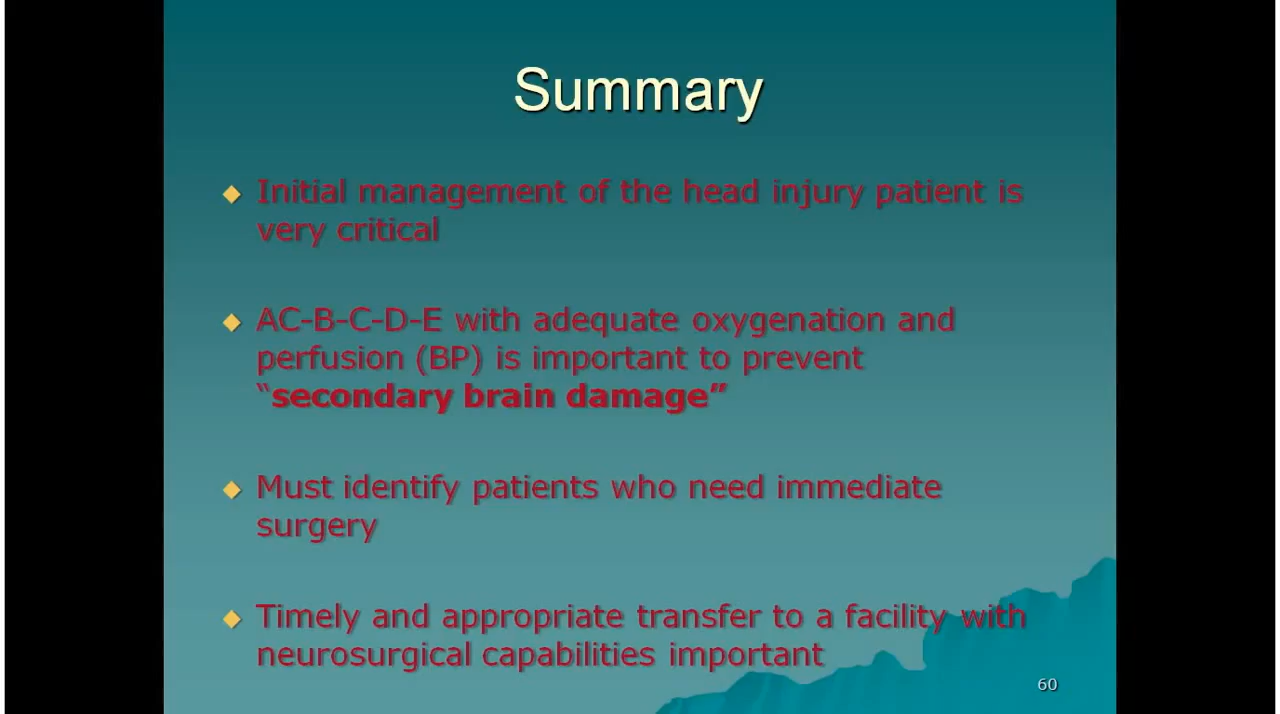 Summary
Initial management of the head injury patient is
very critical
AC-B-C-D-E with adequate oxygenation and
perfusion (BP) is important to prevent
“secondary brain damage”
Must identify patients who need immediate
surgery
Timely and appropriate transfer to a facility with
neurosurgical capabilities important
60